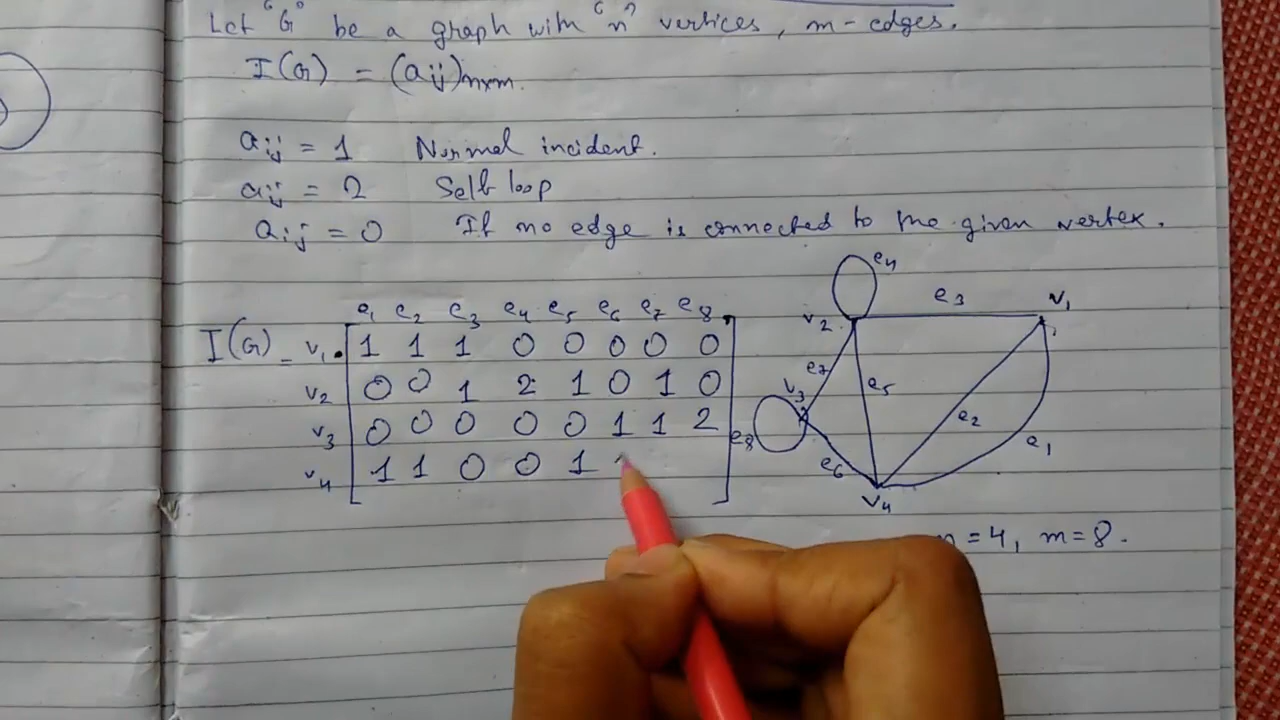 Let "G" be a graph with "n" vertices, m-edges.
I(G) = (aij)n×m.
aij = 1 Normal incident.
aij = 2 Self loop
aij = 0 If no edge is connected to the given vertex.
e1 e2 e3 e4 e5 e6 e7 e8
I(G) = v1 1 1 1 0 0 0 0 0
v2 0 0 1 2 1 0 1 0
v3 0 0 0 0 0 1 1 2
v4 1 1 0 0 1
e4
e3
v1
v2
e7
e5
v3
e2
e8
e1
e6
v4
= 4, m = 8.